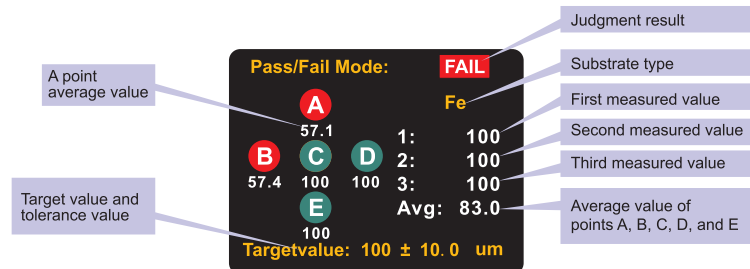 Judgment result
Pass/Fail Mode: FAIL
Substrate type
A point
average value
A
Fe
First measured value
57.1
1: 100
Second measured value
B C D
2: 100
Third measured value
57.4 100 100
3: 100
Target value and
tolerance value
E
Avg: 83.0
Average value of
points A, B, C, D, and E
100
Targetvalue: 100 ± 10.0 um